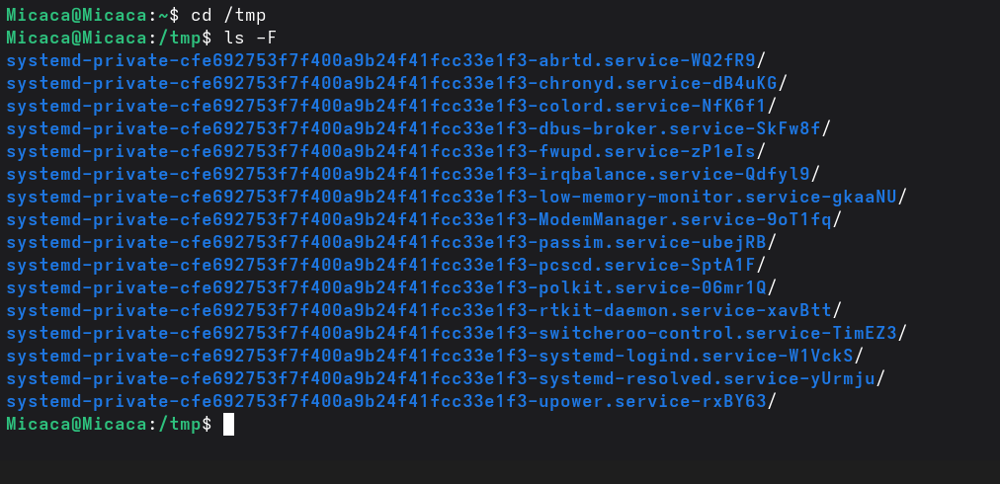 Micaca@Micaca:~$ cd /tmp
Micaca@Micaca:/tmp$ ls -F
systemd-private-cfe692753f7f400a9b24f41fcc33e1f3-abrtd.service-WQ2fR9/
systemd-private-cfe692753f7f400a9b24f41fcc33e1f3-chronyd.service-dB4uKG/
systemd-private-cfe692753f7f400a9b24f41fcc33e1f3-colord.service-NfK6f1/
systemd-private-cfe692753f7f400a9b24f41fcc33e1f3-dbus-broker.service-SkFw8f/
systemd-private-cfe692753f7f400a9b24f41fcc33e1f3-fwupd.service-zP1eIs/
systemd-private-cfe692753f7f400a9b24f41fcc33e1f3-irqbalance.service-Qdfyl9/
systemd-private-cfe692753f7f400a9b24f41fcc33e1f3-low-memory-monitor.service-gkaaNU/
systemd-private-cfe692753f7f400a9b24f41fcc33e1f3-ModemManager.service-9oT1fq/
systemd-private-cfe692753f7f400a9b24f41fcc33e1f3-passim.service-ubejRB/
systemd-private-cfe692753f7f400a9b24f41fcc33e1f3-pcscd.service-SptA1F/
systemd-private-cfe692753f7f400a9b24f41fcc33e1f3-polkit.service-06mr1Q/
systemd-private-cfe692753f7f400a9b24f41fcc33e1f3-rtkit-daemon.service-xavBtt/
systemd-private-cfe692753f7f400a9b24f41fcc33e1f3-switcheroo-control.service-TimEZ3/
systemd-private-cfe692753f7f400a9b24f41fcc33e1f3-systemd-logind.service-W1VckS/
systemd-private-cfe692753f7f400a9b24f41fcc33e1f3-systemd-resolved.service-yUrmju/
systemd-private-cfe692753f7f400a9b24f41fcc33e1f3-upower.service-rxBY63/
Micaca@Micaca:/tmp$